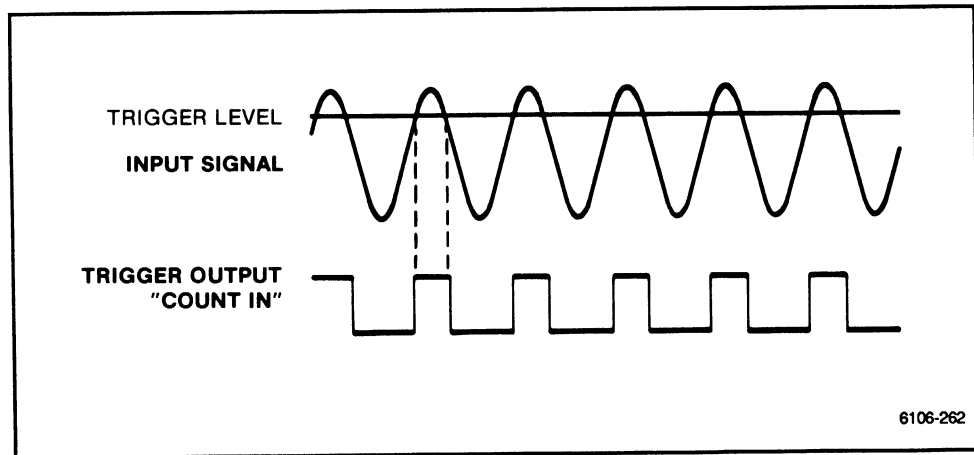 TRIGGER LEVEL
INPUT SIGNAL
TRIGGER OUTPUT
"COUNT IN"
6106-262